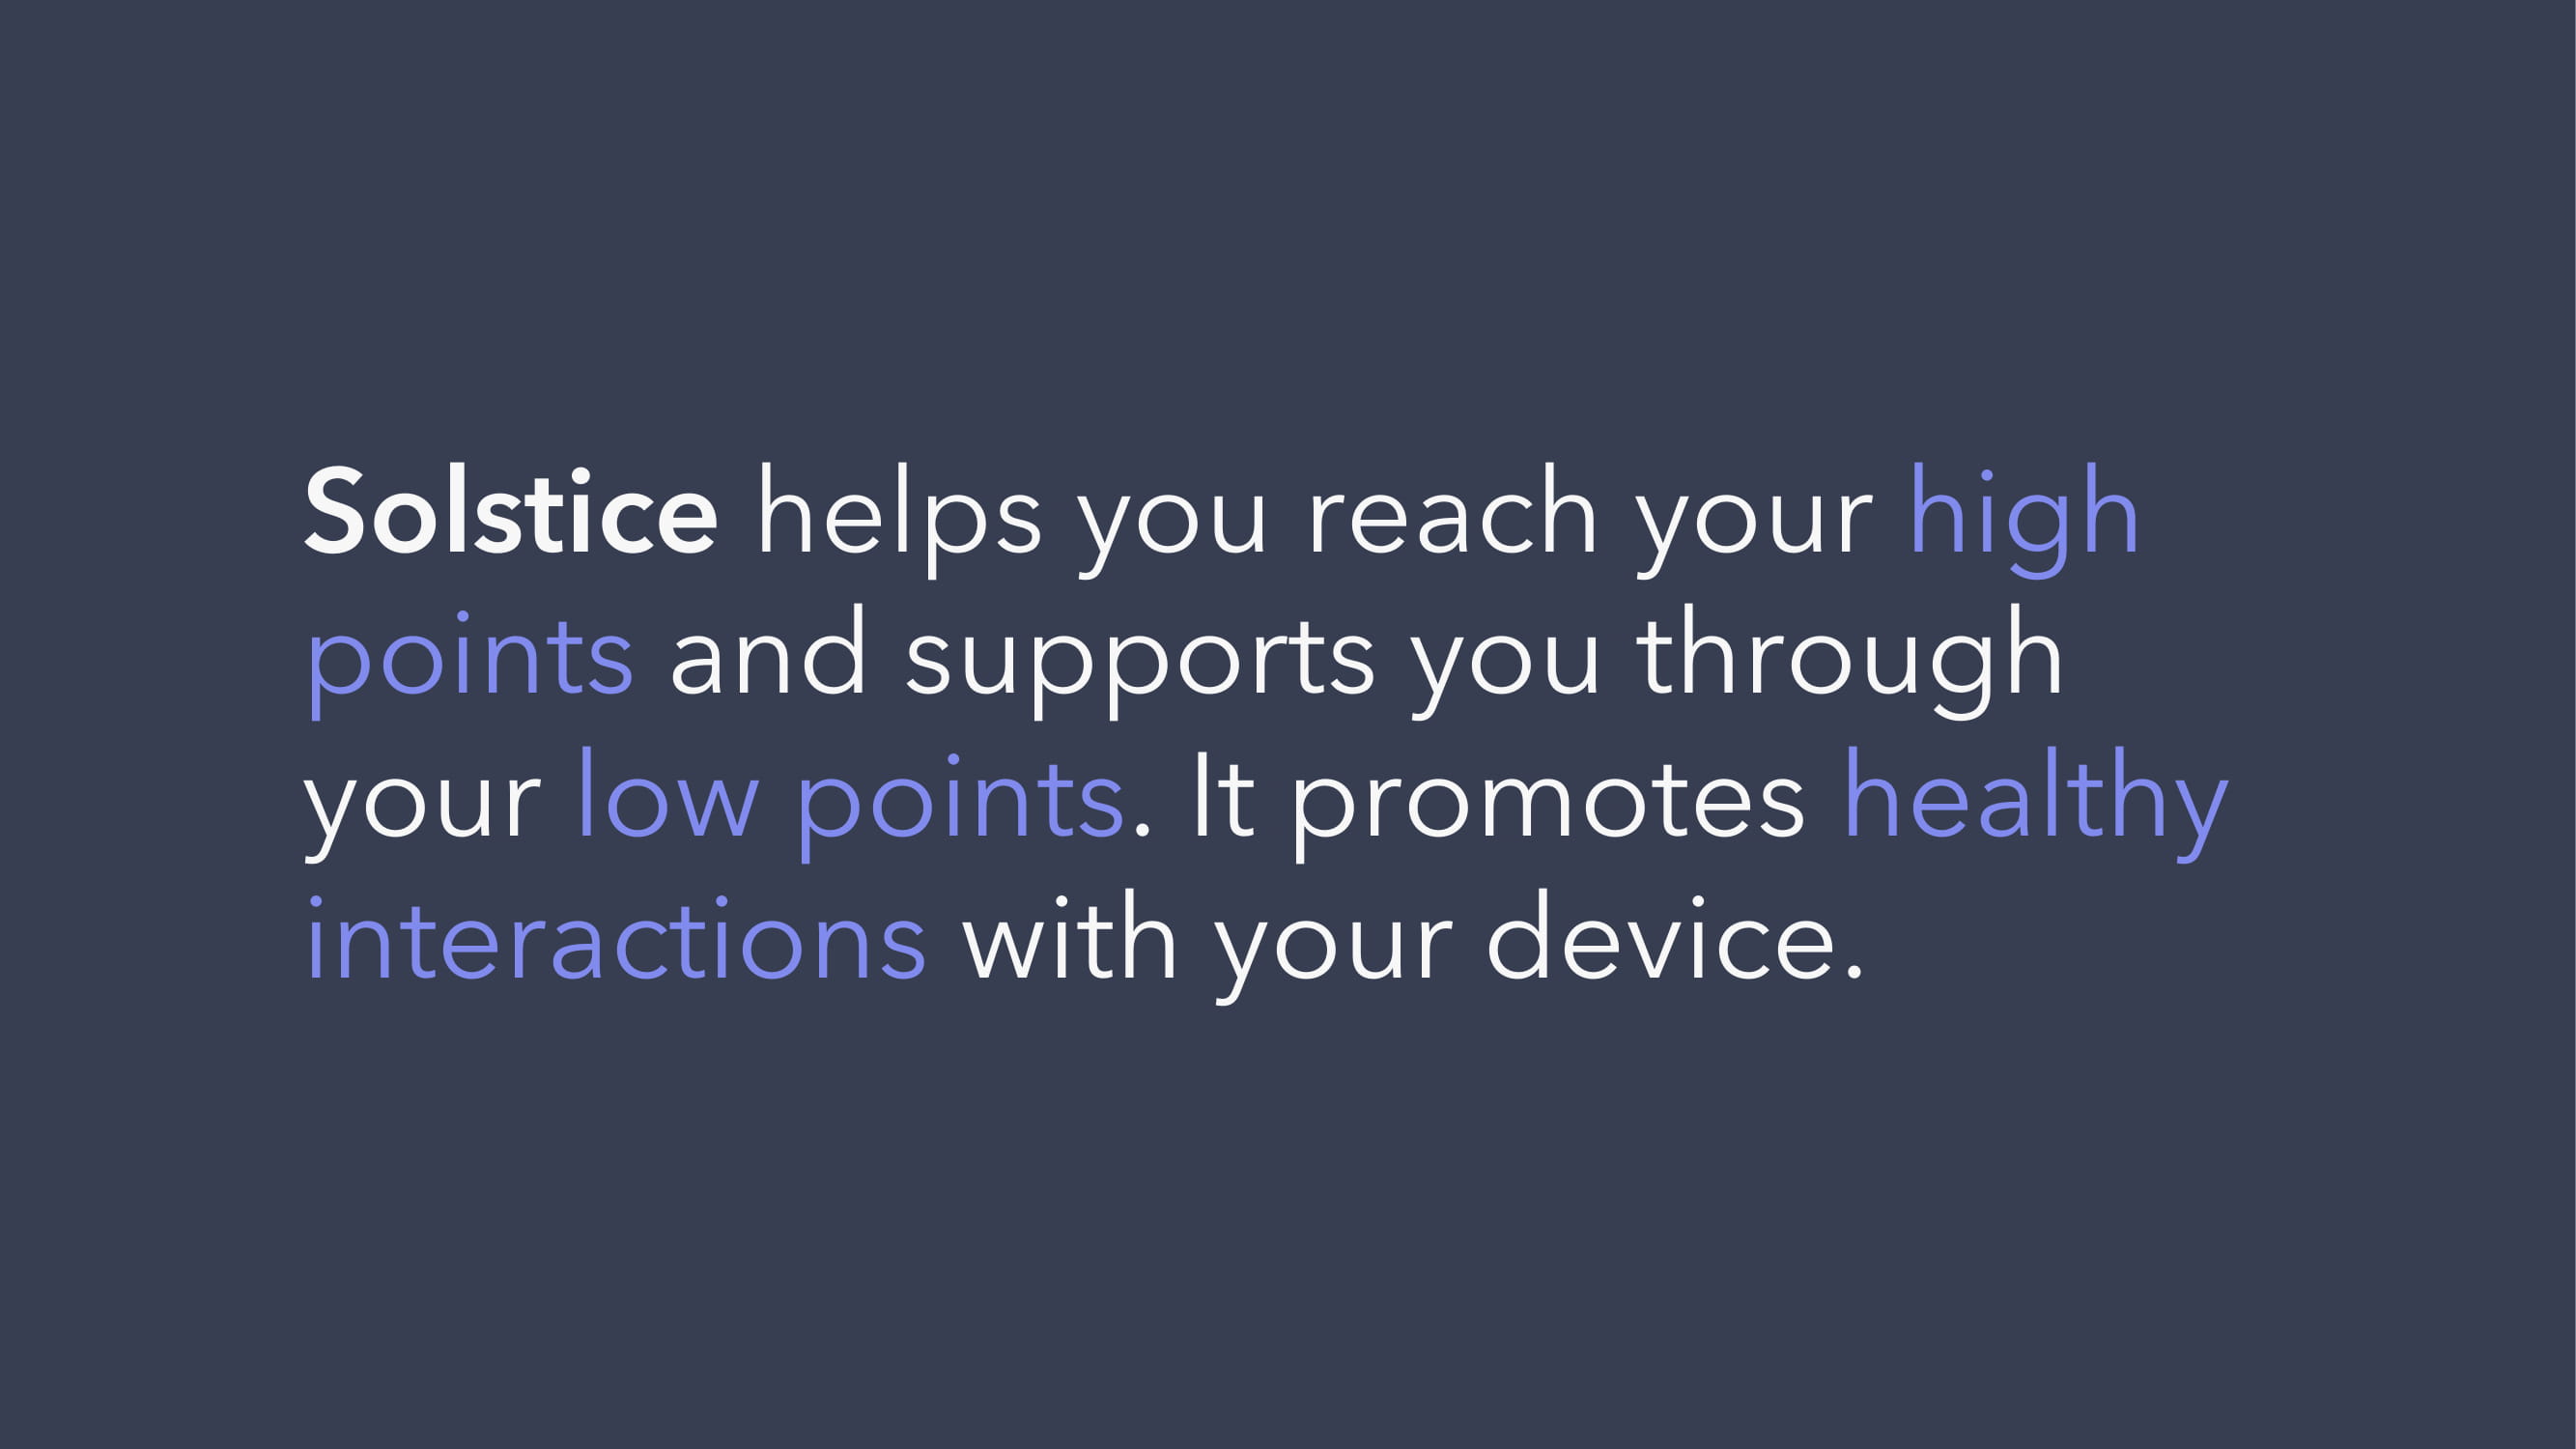 Solstice helps you reach your high
points and supports you through
your low points. It promotes healthy
interactions with your device.